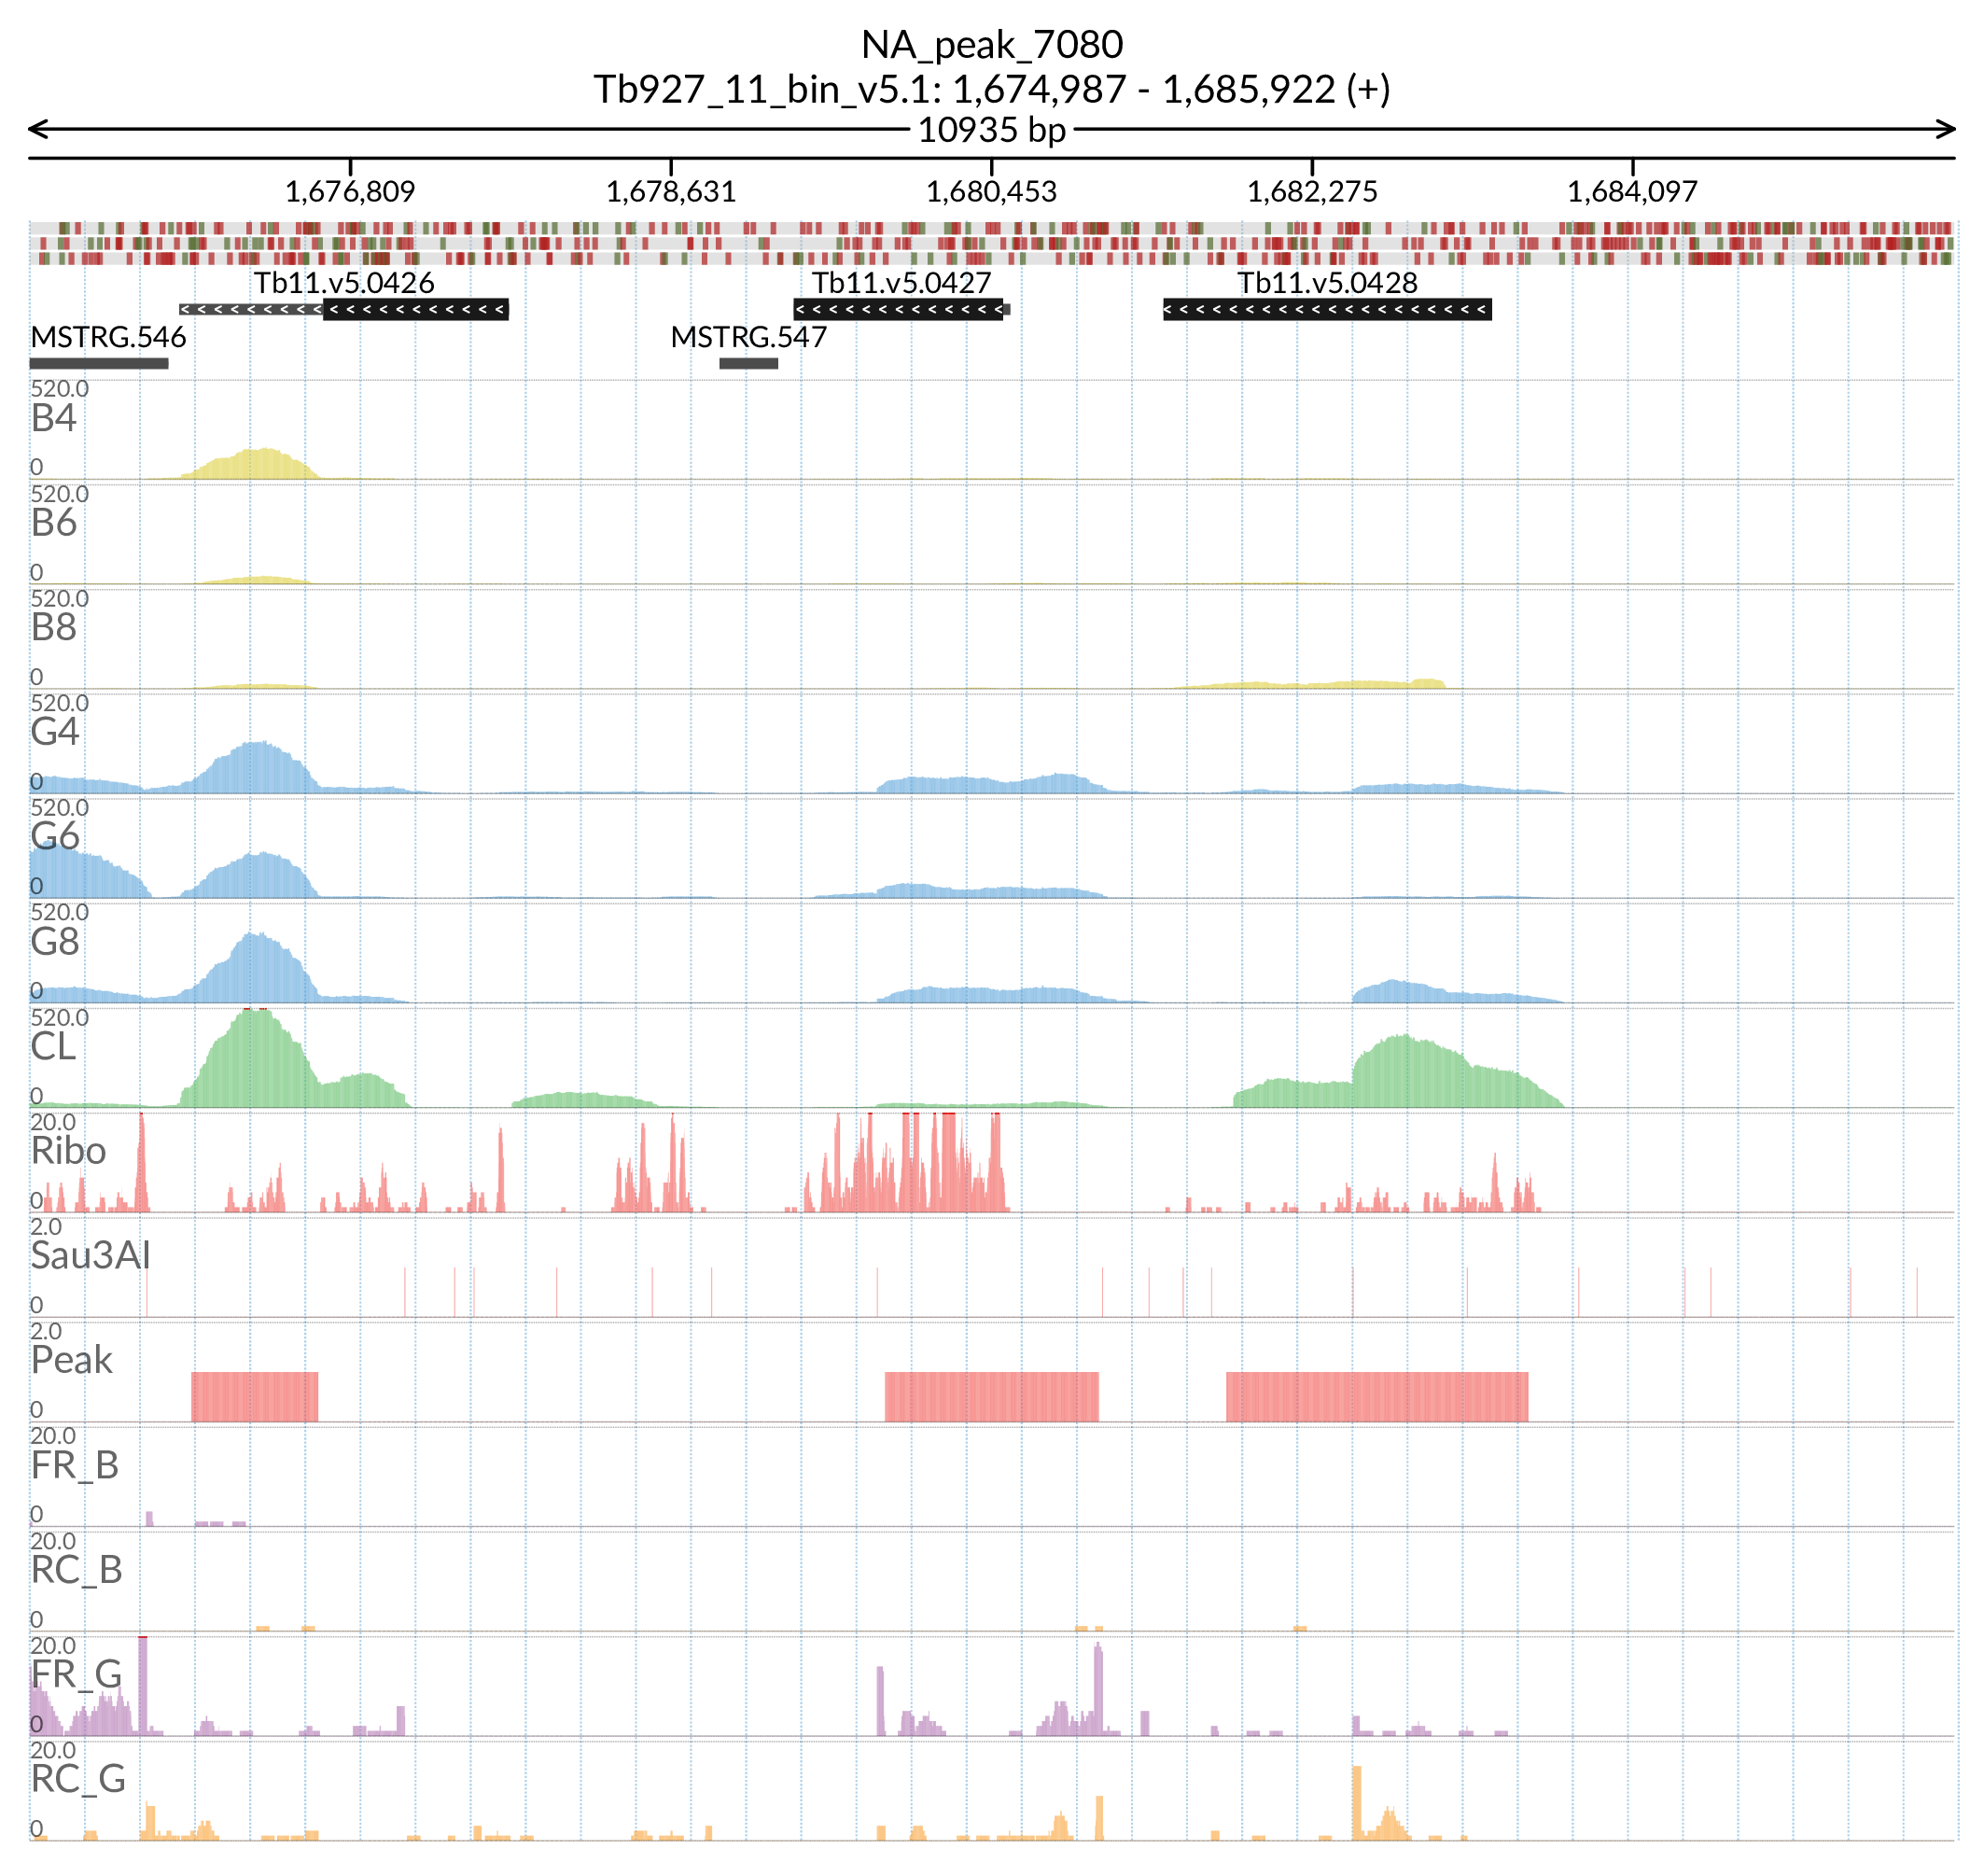 NA_peak_7080
Tb927_11_bin_v5.1: 1,674,987 - 1,685,922 (+)
10935 bp
1,676,809 1,678,631 1,680,453 1,682,275 1,684,097
Tb11.v5.0426 Tb11.v5.0427 Tb11.v5.0428
MSTRG.546 MSTRG.547
520.0
B4
0
520.0
B6
0
520.0
B8
0
520.0
G4
0
520.0
G6
0
520.0
G8
0
520.0
CL
0
20.0
Ribo
0
2.0
Sau3AI
0
2.0
Peak
0
20.0
FR_B
0
20.0
RC_B
0
20.0
FR_G
0
20.0
RC_G
0